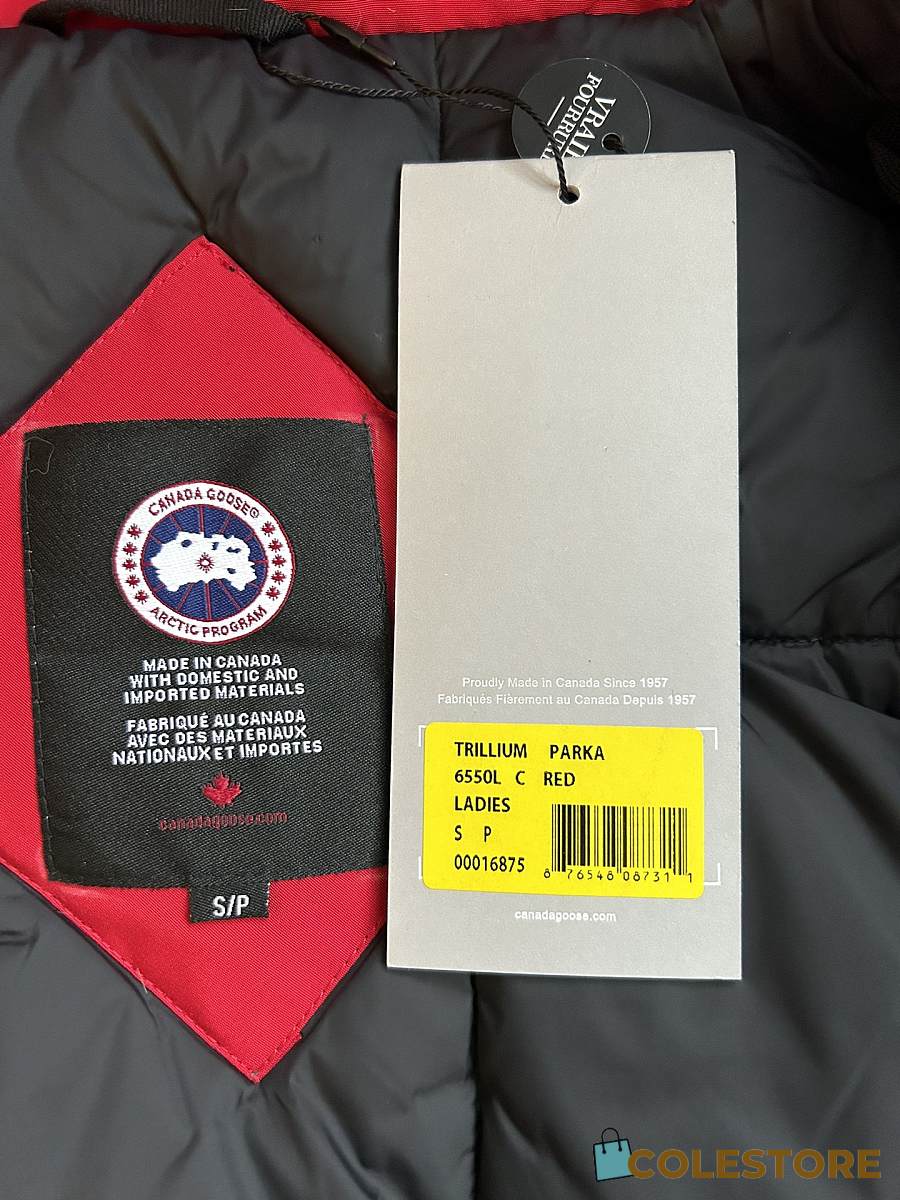 VRAIE
FOURRURE
CANADA GOOSE®
ARCTIC PROGRAM
MADE IN CANADA
WITH DOMESTIC AND
IMPORTED MATERIALS
FABRIQUÉ AU CANADA
AVEC DES MATERIAUX
NATIONAUX ET IMPORTES
canadagoose.com
S/P
Proudly Made in Canada Since 1957
Fabriqués Fièrement au Canada Depuis 1957
TRILLIUM PARKA
6550L C RED
LADIES
S P
00016875
8 76548 08731 1
canadagoose.com
COLESTORE